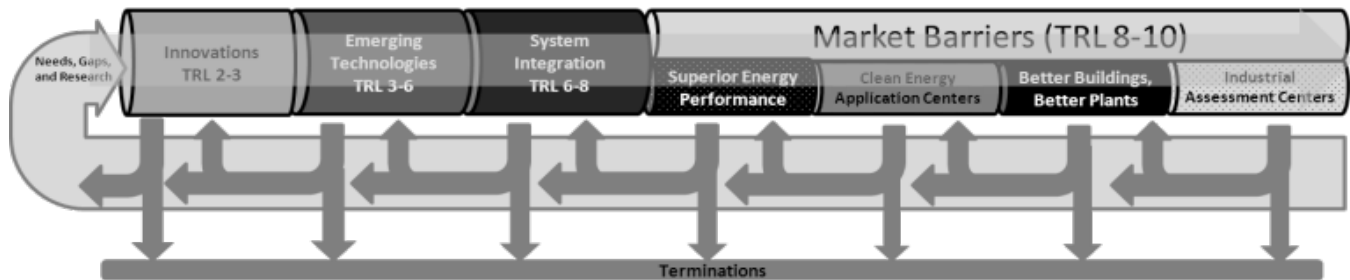 Needs, Gaps,
and Research
Innovations
TRL 2-3
Emerging
Technologies
TRL 3-6
System
Integration
TRL 6-8
Market Barriers (TRL 8-10)
Superior Energy
Performance
Clean Energy
Application Centers
Better Buildings,
Better Plants
Industrial
Assessment Centers
Terminations